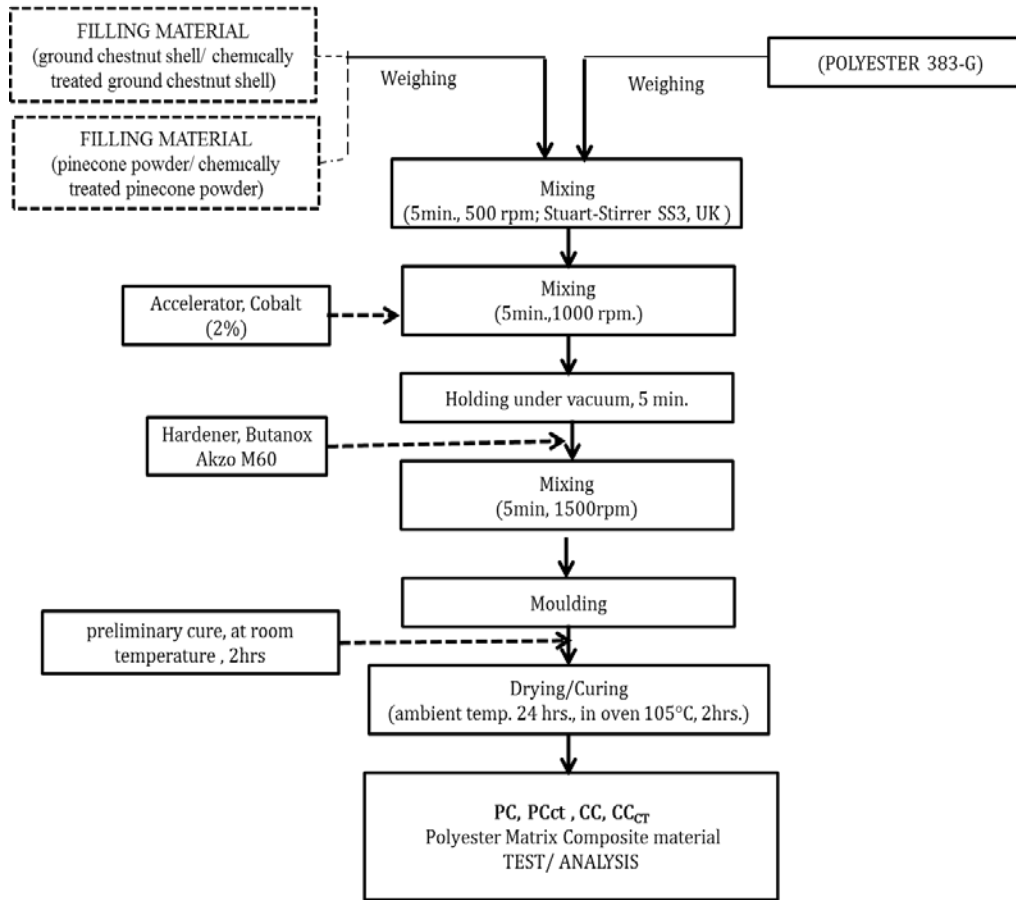 FILLING MATERIAL
(ground chestnut shell/ chemıcally
treated ground chestnut shell)
Weighing
Weighing
(POLYESTER 383-G)
FILLING MATERIAL
(pinecone powder/ chemıcally
treated pinecone powder)
Mixing
(5min., 500 rpm; Stuart-Stirrer SS3, UK )
Accelerator, Cobalt
(2%)
Mixing
(5min.,1000 rpm.)
Holding under vacuum, 5 min.
Hardener, Butanox
Akzo M60
Mixing
(5min, 1500rpm)
Moulding
preliminary cure, at room
temperature , 2hrs
Drying/Curing
(ambient temp. 24 hrs., in oven 105°C, 2hrs.)
PC, PCct , CC, CCCT
Polyester Matrix Composite material
TEST/ ANALYSIS